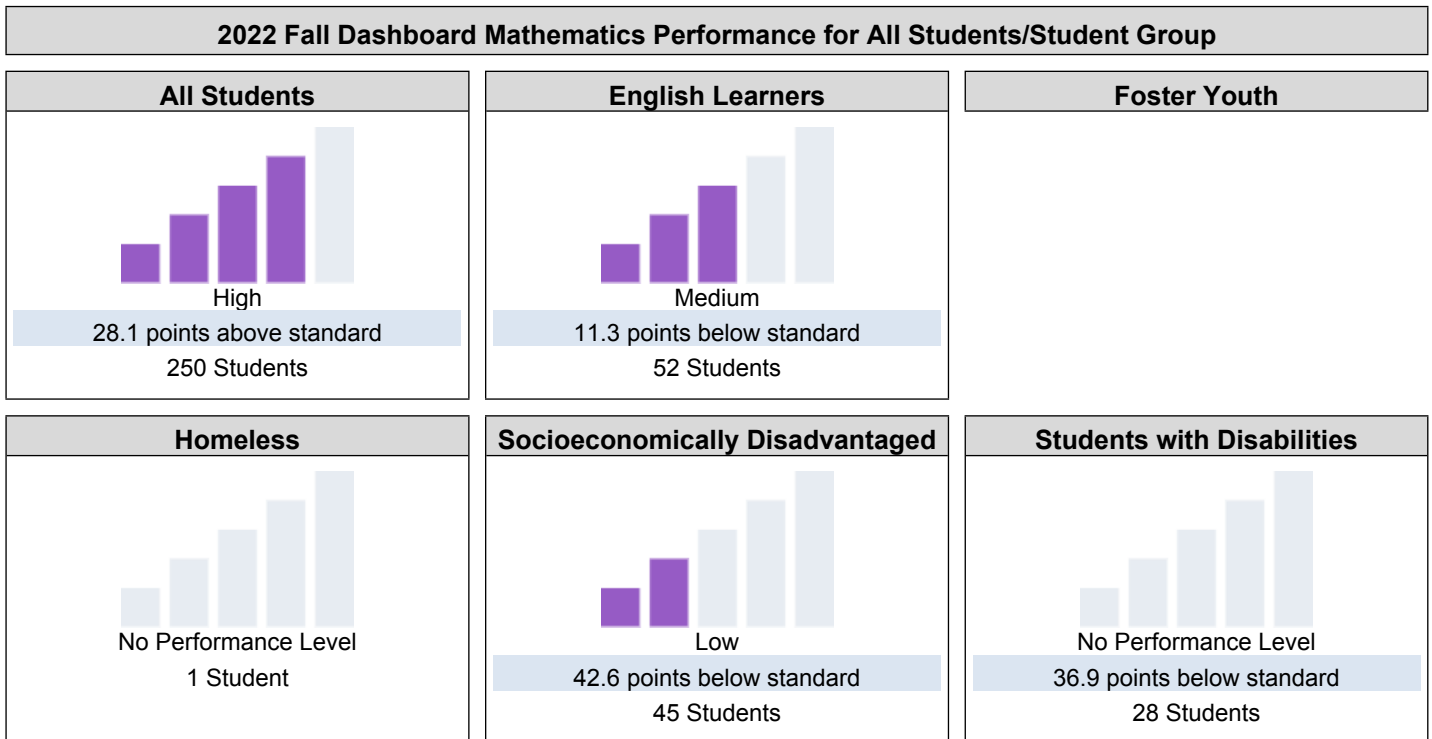 2022 Fall Dashboard Mathematics Performance for All Students/Student Group
All Students
High
28.1 points above standard
250 Students
English Learners
Medium
11.3 points below standard
52 Students
Foster Youth
Homeless
No Performance Level
1 Student
Socioeconomically Disadvantaged
Low
42.6 points below standard
45 Students
Students with Disabilities
No Performance Level
36.9 points below standard
28 Students